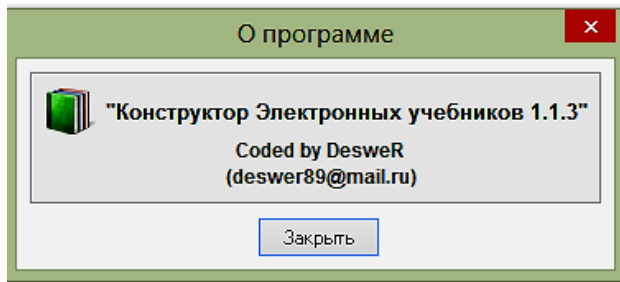 О программе
"Конструктор Электронных учебников 1.1.3"
Coded by DesweR
(deswer89@mail.ru)
Закрыть